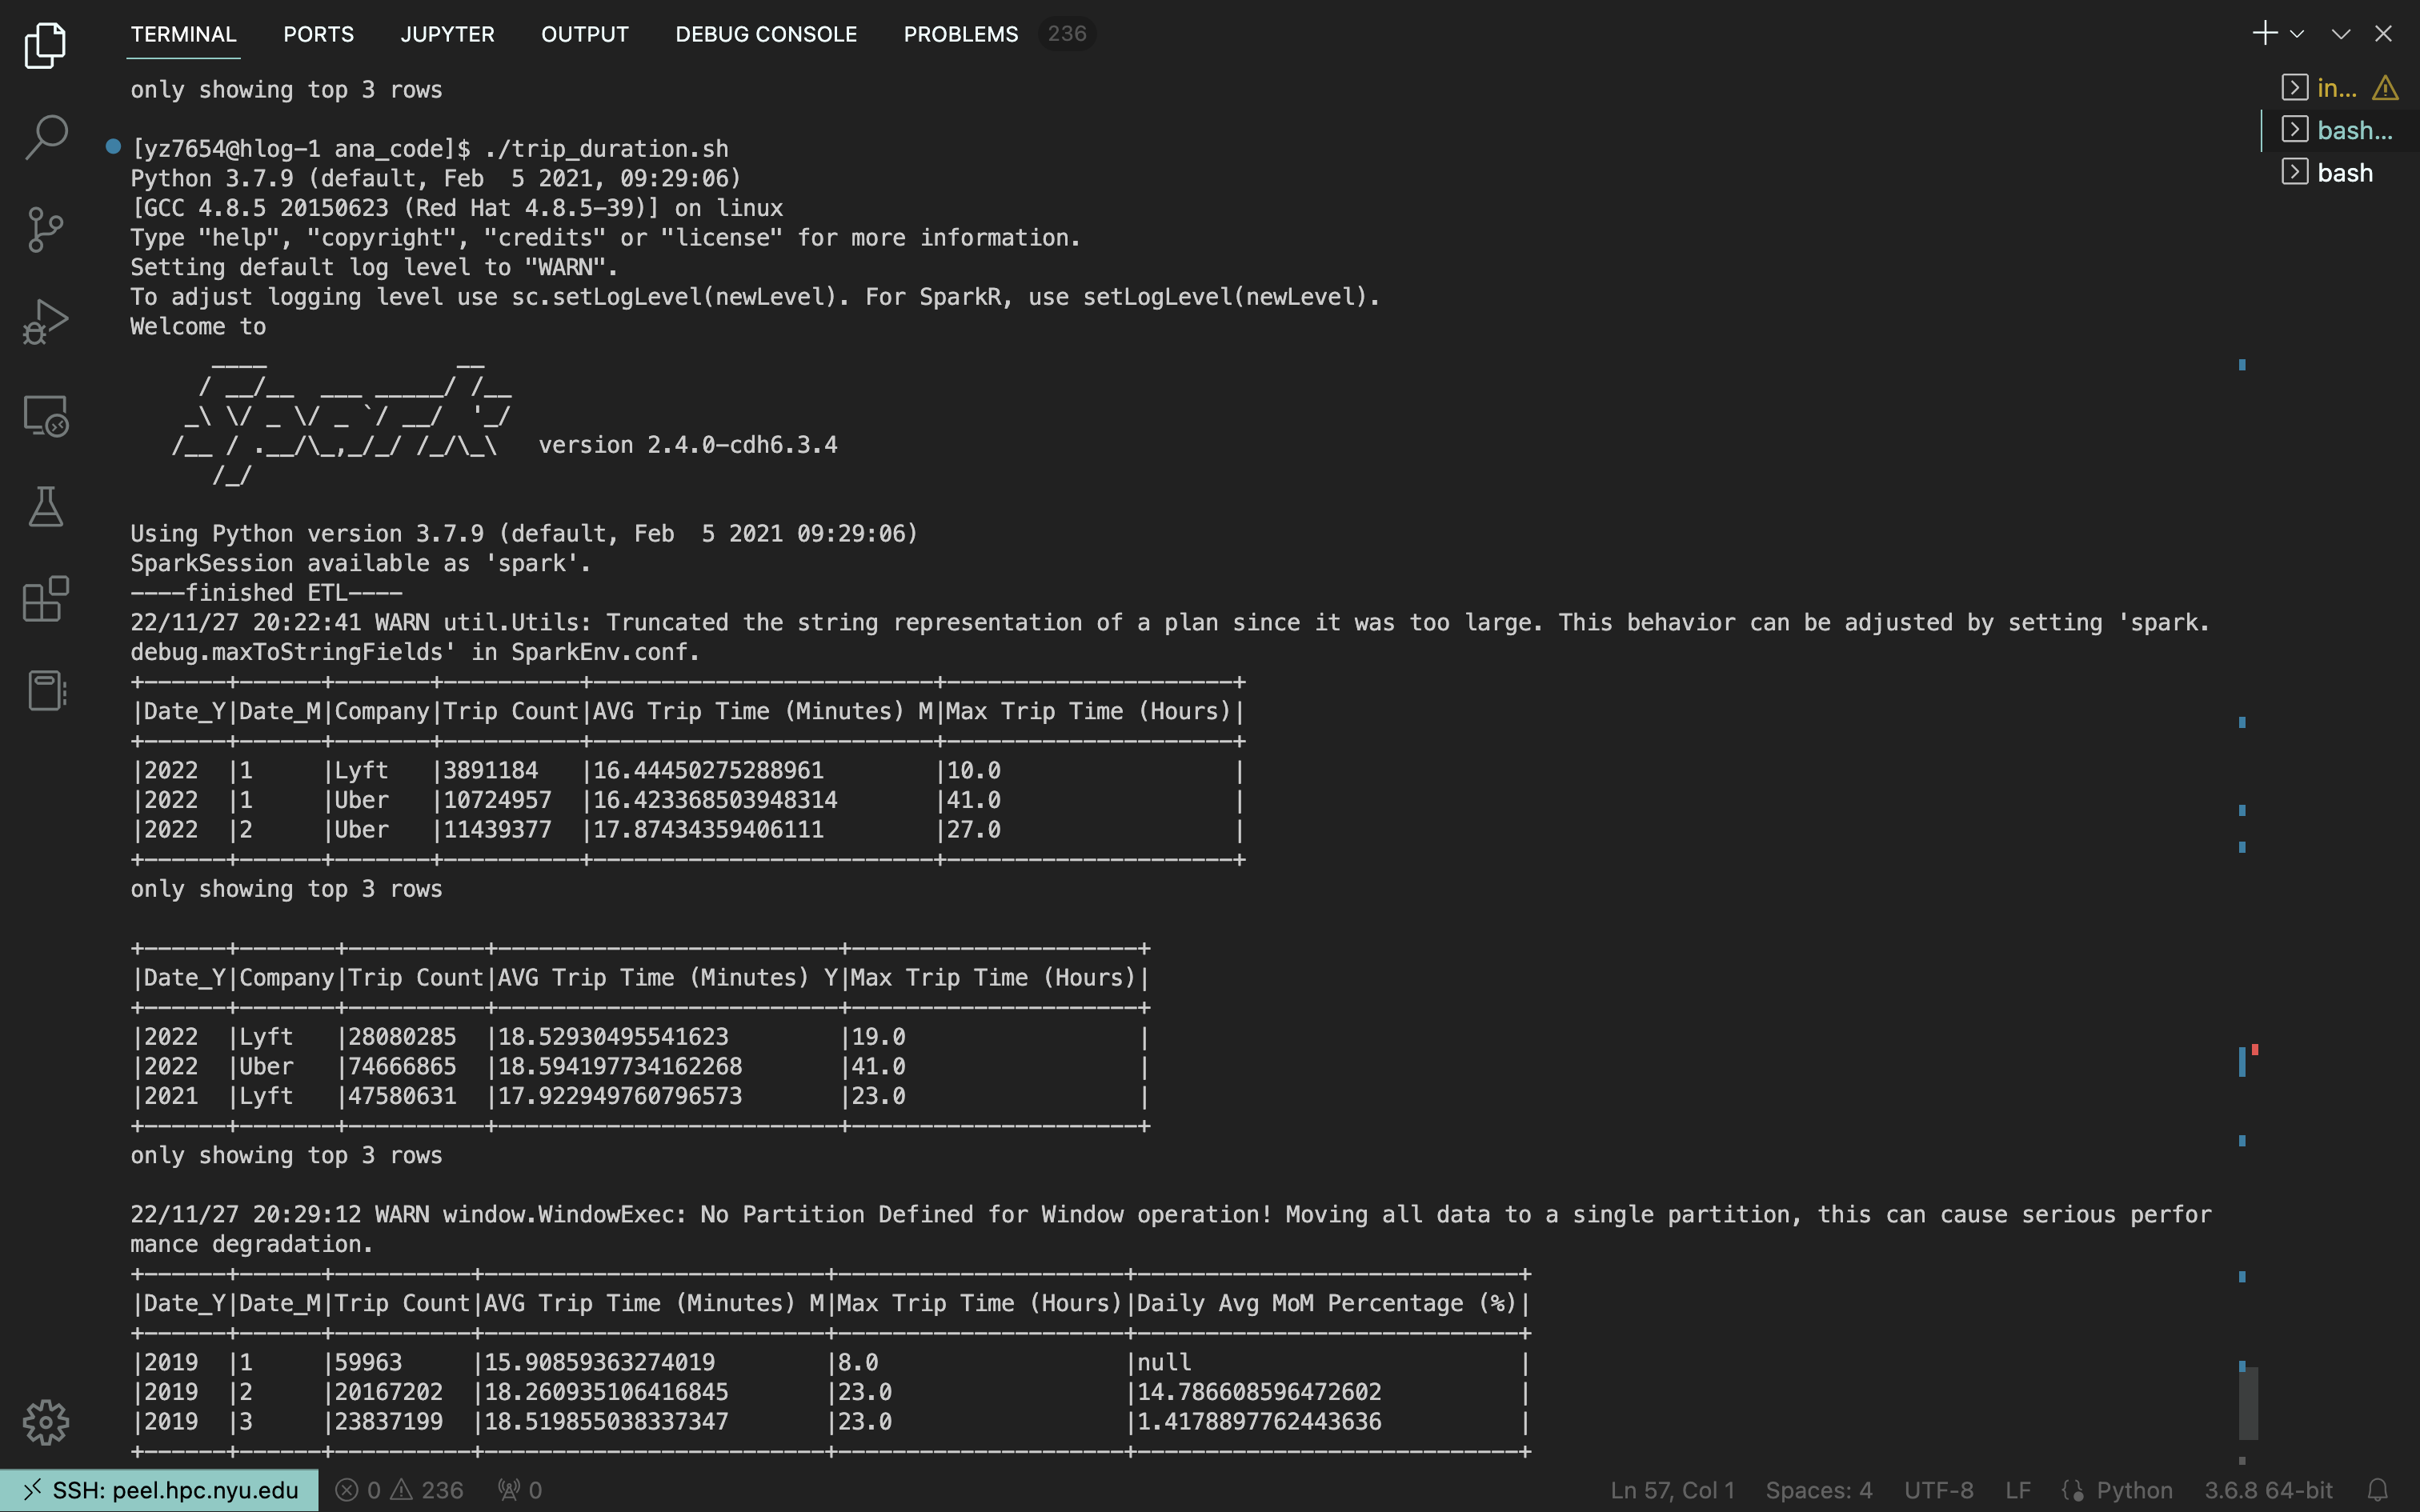 TERMINAL PORTS JUPYTER OUTPUT DEBUG CONSOLE PROBLEMS 236
in...
bash...
bash
only showing top 3 rows
[yz7654@hlog-1 ana_code]$ ./trip_duration.sh
Python 3.7.9 (default, Feb  5 2021, 09:29:06)
[GCC 4.8.5 20150623 (Red Hat 4.8.5-39)] on linux
Type "help", "copyright", "credits" or "license" for more information.
Setting default log level to "WARN".
To adjust logging level use sc.setLogLevel(newLevel). For SparkR, use setLogLevel(newLevel).
Welcome to
      ____              __
     / __/__  ___ _____/ /__
    _\ \/ _ \/ _ `/ __/  '_/
   /__ / .__/\_,_/_/ /_/\_\   version 2.4.0-cdh6.3.4
      /_/
Using Python version 3.7.9 (default, Feb  5 2021 09:29:06)
SparkSession available as 'spark'.
----finished ETL----
22/11/27 20:22:41 WARN util.Utils: Truncated the string representation of a plan since it was too large. This behavior can be adjusted by setting 'spark.
debug.maxToStringFields' in SparkEnv.conf.
+------+------+-------+----------+-------------------------+---------------------+
|Date_Y|Date_M|Company|Trip Count|AVG Trip Time (Minutes) M|Max Trip Time (Hours)|
+------+------+-------+----------+-------------------------+---------------------+
|2022  |1     |Lyft   |3891184   |16.44450275288961        |10.0                 |
|2022  |1     |Uber   |10724957  |16.423368503948314       |41.0                 |
|2022  |2     |Uber   |11439377  |17.87434359406111        |27.0                 |
+------+------+-------+----------+-------------------------+---------------------+
only showing top 3 rows
+------+-------+----------+-------------------------+---------------------+
|Date_Y|Company|Trip Count|AVG Trip Time (Minutes) Y|Max Trip Time (Hours)|
+------+-------+----------+-------------------------+---------------------+
|2022  |Lyft   |28080285  |18.52930495541623        |19.0                 |
|2022  |Uber   |74666865  |18.594197734162268       |41.0                 |
|2021  |Lyft   |47580631  |17.922949760796573       |23.0                 |
+------+-------+----------+-------------------------+---------------------+
only showing top 3 rows
22/11/27 20:29:12 WARN window.WindowExec: No Partition Defined for Window operation! Moving all data to a single partition, this can cause serious perfor
mance degradation.
+------+------+----------+-------------------------+---------------------+----------------------------+
|Date_Y|Date_M|Trip Count|AVG Trip Time (Minutes) M|Max Trip Time (Hours)|Daily Avg MoM Percentage (%)|
+------+------+----------+-------------------------+---------------------+----------------------------+
|2019  |1     |59963     |15.90859363274019        |8.0                  |null                        |
|2019  |2     |20167202  |18.260935106416845       |23.0                 |14.786608596472602          |
|2019  |3     |23837199  |18.519855038337347       |23.0                 |1.4178897762443636          |
+------+------+----------+-------------------------+---------------------+----------------------------+
SSH: peel.hpc.nyu.edu 0 236 0 Ln 57, Col 1 Spaces: 4 UTF-8 LF Python 3.6.8 64-bit